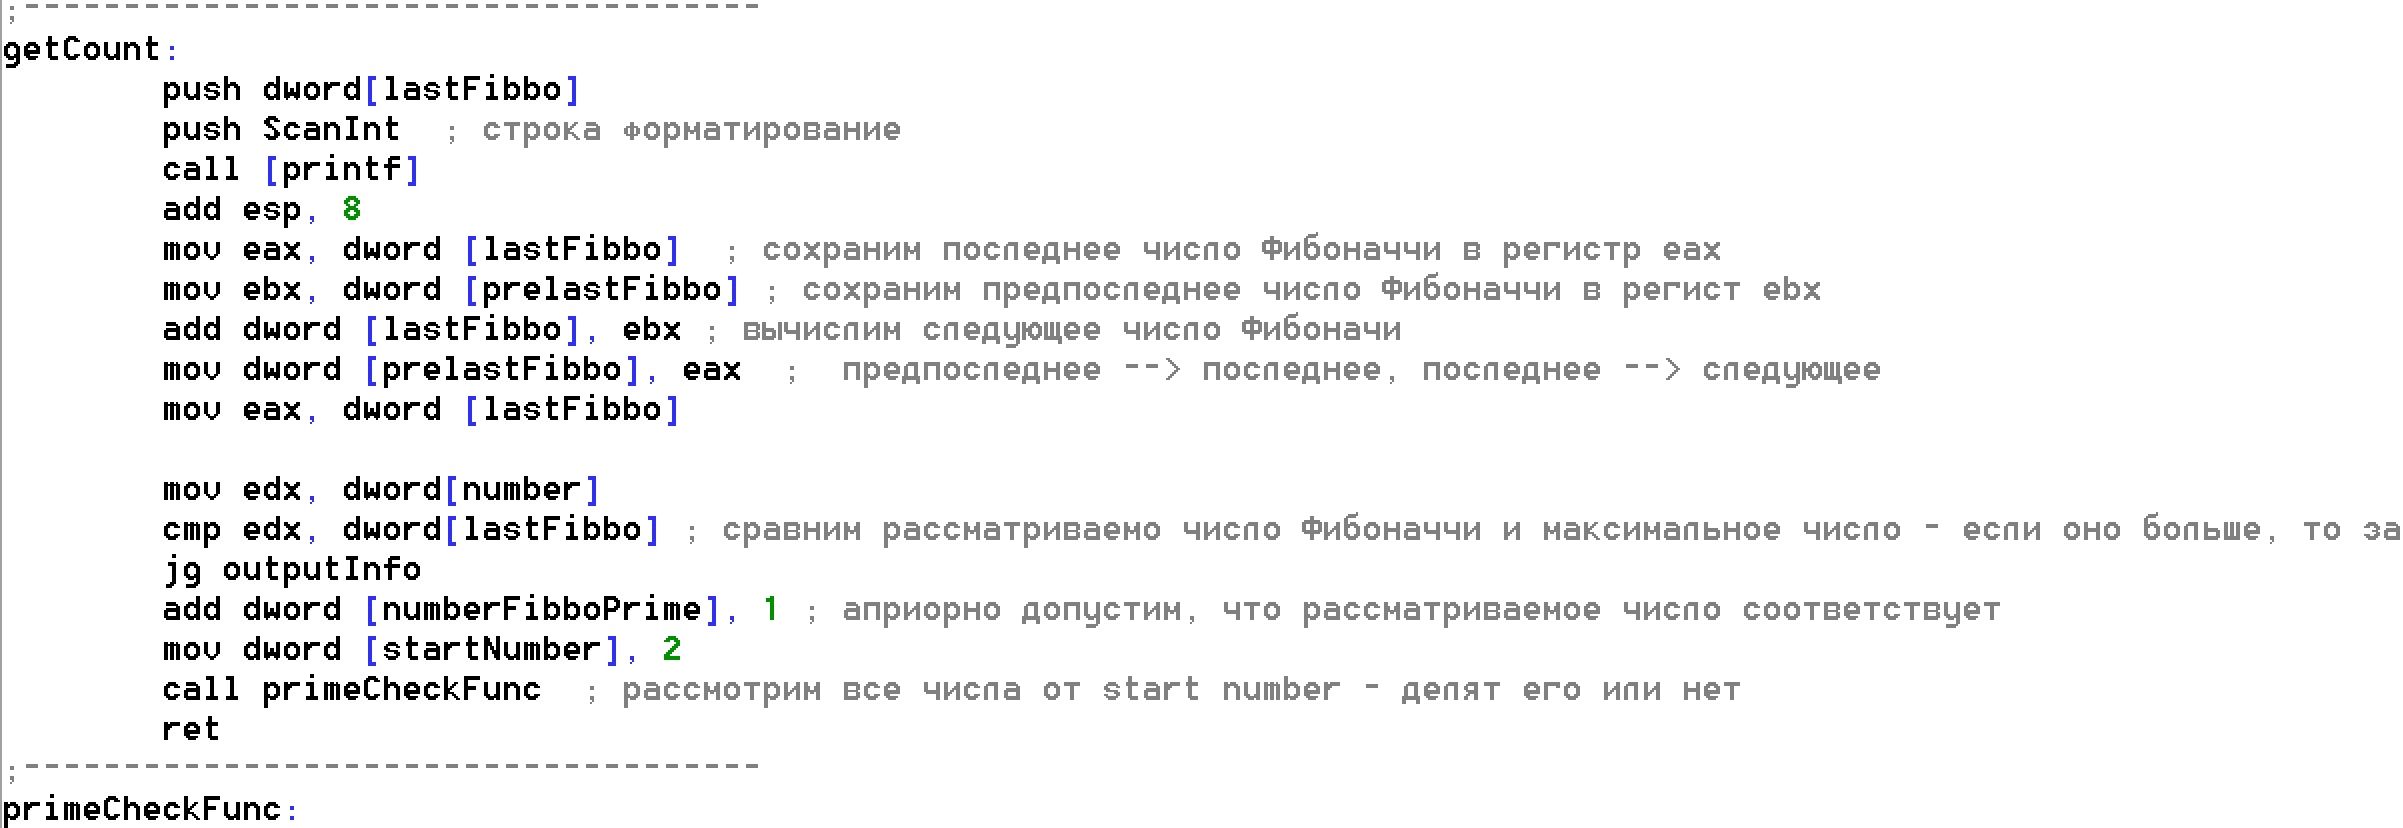 ;-------------------------------------
getCount:
push dword[lastFibbo]
push ScanInt ; строка форматирование
call [printf]
add esp, 8
mov eax, dword [lastFibbo] ; сохраним последнее число Фибоначчи в регистр eax
mov ebx, dword [prelastFibbo] ; сохраним предпоследнее число Фибоначчи в регист ebx
add dword [lastFibbo], ebx ; вычислим следующее число Фибоначи
mov dword [prelastFibbo], eax ; предпоследнее --> последнее, последнее --> следующее
mov eax, dword [lastFibbo]
mov edx, dword[number]
cmp edx, dword[lastFibbo] ; сравним рассматриваемо число Фибоначчи и максимальное число - если оно больше, то за
jg outputInfo
add dword [numberFibboPrime], 1 ; априорно допустим, что рассматриваемое число соответствует
mov dword [startNumber], 2
call primeCheckFunc ; рассмотрим все числа от start number - делят его или нет
ret
;-------------------------------------
primeCheckFunc: